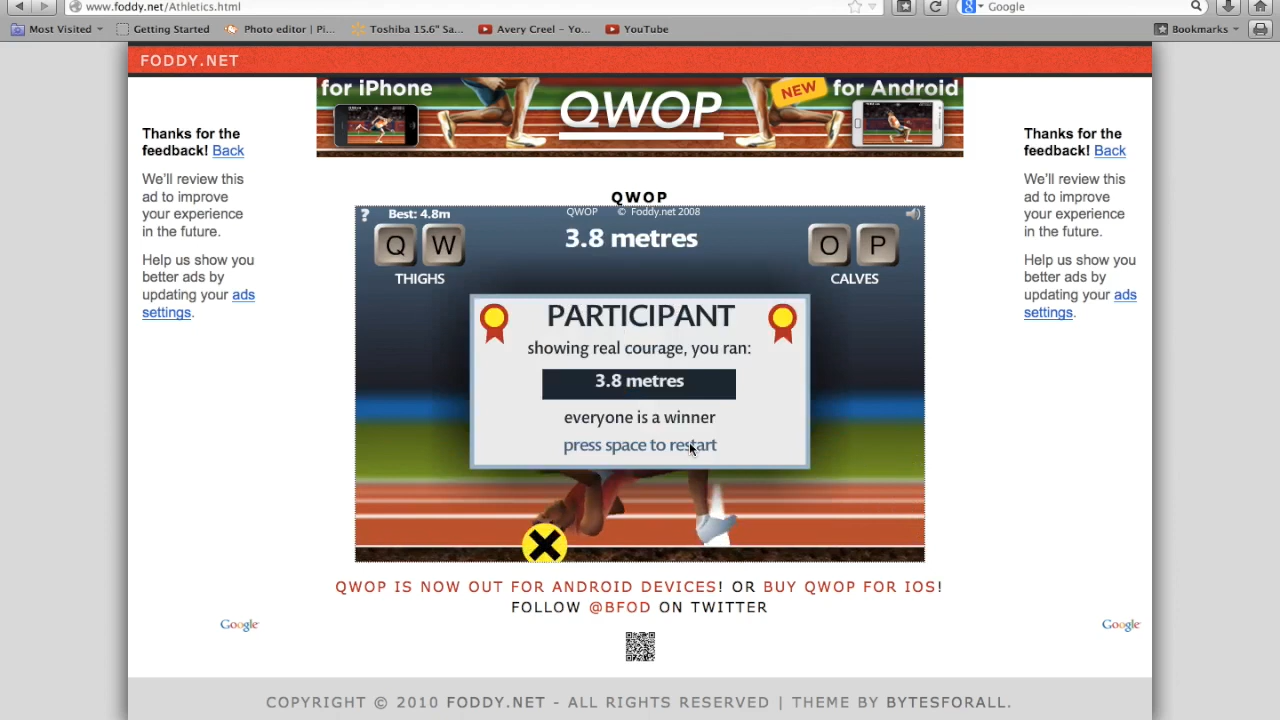 www.foddy.net/Athletics.html
Google
Most Visited
Getting Started
Photo editor | Pi...
Toshiba 15.6" Sa...
Avery Creel - Yo...
YouTube
Bookmarks
FODDY.NET
for iPhone
QWOP
NEW
for Android
Thanks for the
feedback! Back
We'll review this
ad to improve
your experience
in the future.
Help us show you
better ads by
updating your ads
settings.
Google
QWOP
? Best: 4.8m
QWOP © Foddy.net 2008
Q W
THIGHS
3.8 metres
O P
CALVES
PARTICIPANT
showing real courage, you ran:
3.8 metres
everyone is a winner
press space to restart
QWOP IS NOW OUT FOR ANDROID DEVICES! OR BUY QWOP FOR IOS!
FOLLOW @BFOD ON TWITTER
Thanks for the
feedback! Back
We'll review this
ad to improve
your experience
in the future.
Help us show you
better ads by
updating your ads
settings.
Google
COPYRIGHT © 2010 FODDY.NET - ALL RIGHTS RESERVED | THEME BY BYTESFORALL.